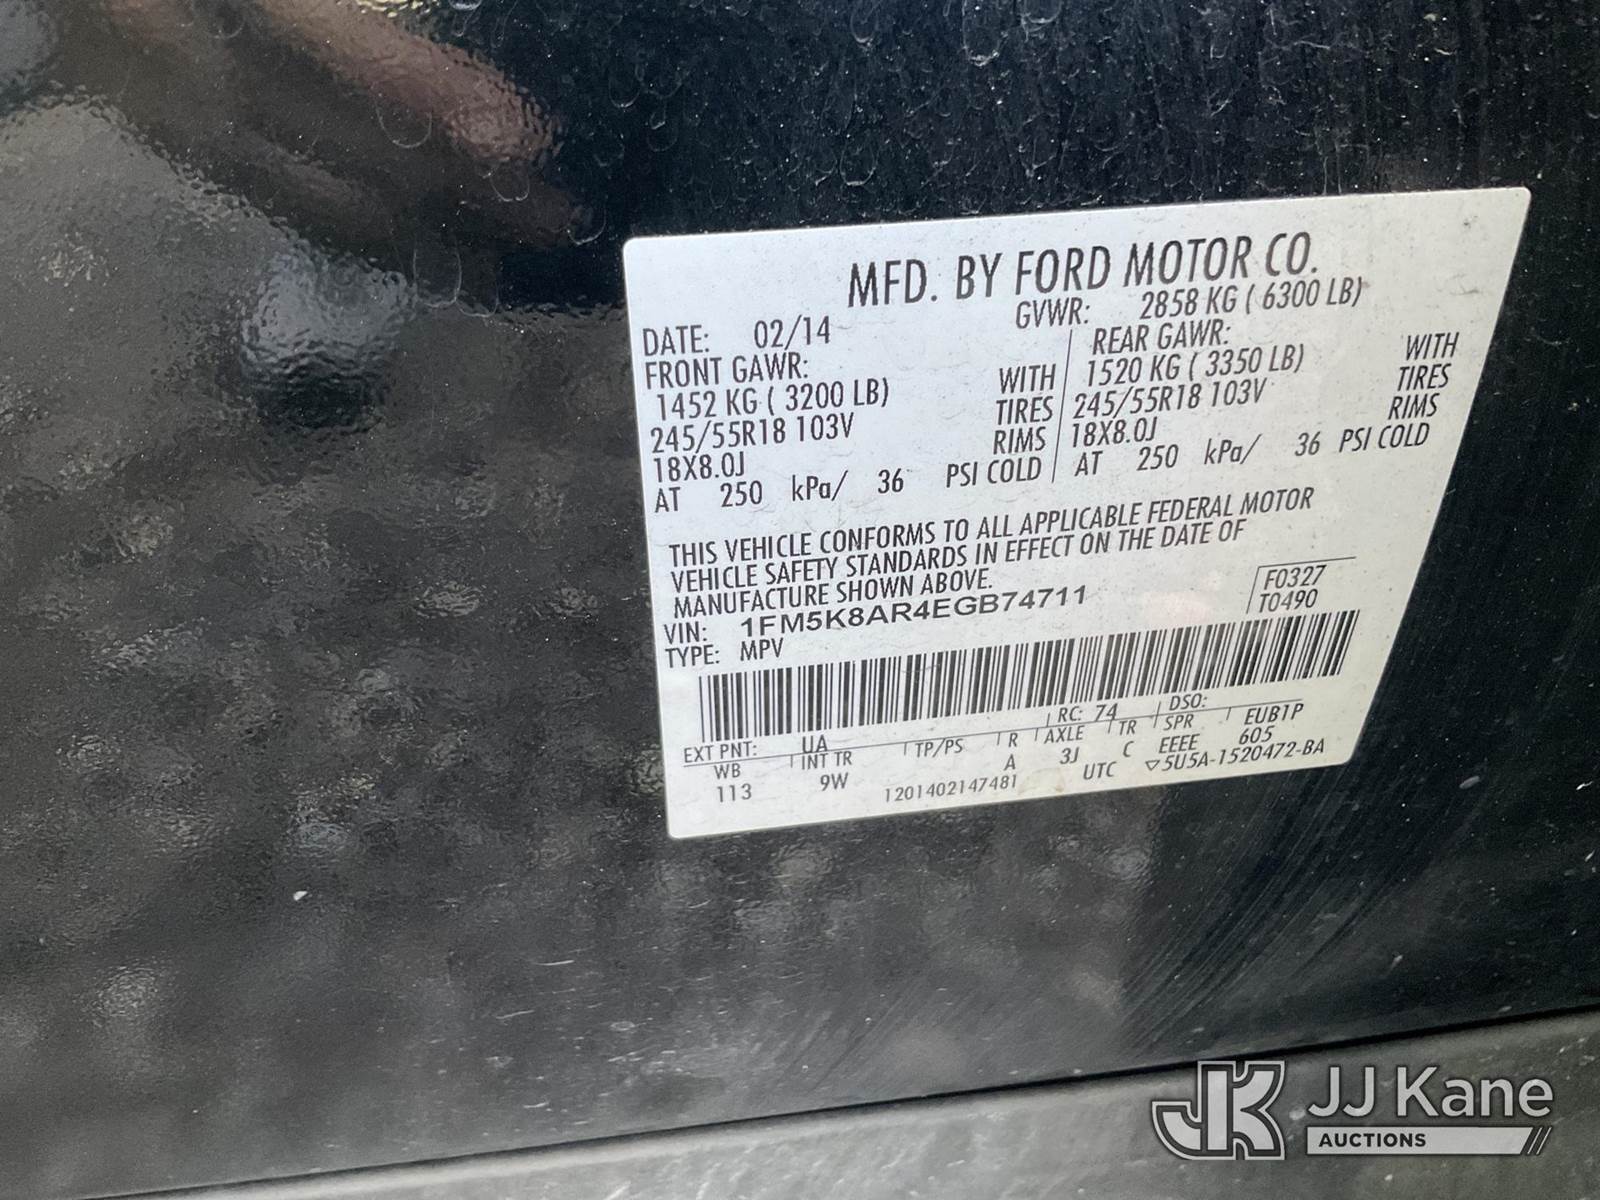 MFD. BY FORD MOTOR CO.
DATE: 02/14 GVWR: 2858 KG ( 6300 LB)
FRONT GAWR: REAR GAWR:
1452 KG ( 3200 LB) WITH 1520 KG ( 3350 LB) WITH
245/55R18 103V TIRES 245/55R18 103V TIRES
18X8.0J RIMS 18X8.0J RIMS
AT 250 kPa/ 36 PSI COLD AT 250 kPa/ 36 PSI COLD
THIS VEHICLE CONFORMS TO ALL APPLICABLE FEDERAL MOTOR
VEHICLE SAFETY STANDARDS IN EFFECT ON THE DATE OF
MANUFACTURE SHOWN ABOVE.
VIN: 1FM5K8AR4EGB74711
TYPE: MPV
F0327
T0490
EXT PNT: UA RC: 74 DSO:
WB INT TR TP/PS R AXLE TR SPR EUB1P
113 9W A 3J C EEEE 605
1201402147481 UTC ▽5U5A-1520472-BA
JK JJ Kane
AUCTIONS